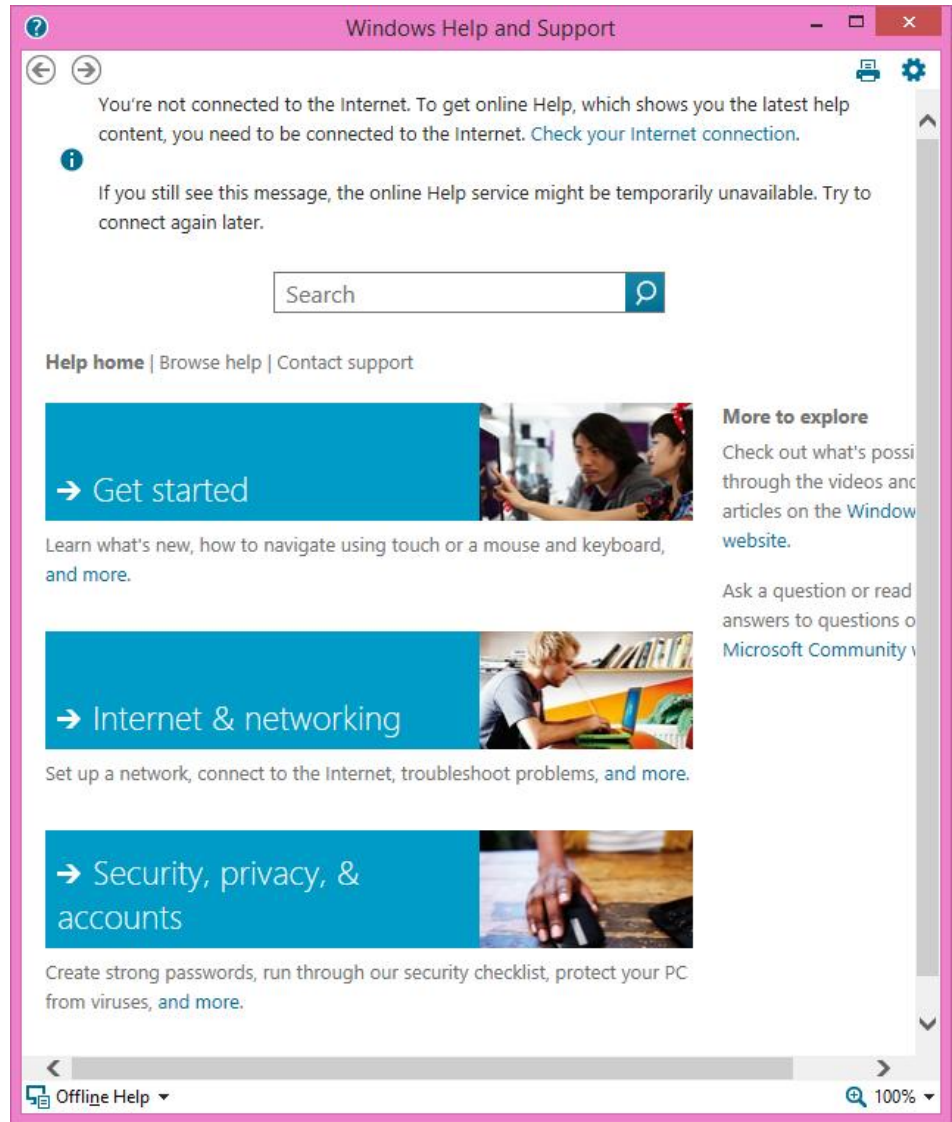 Windows Help and Support
You're not connected to the Internet. To get online Help, which shows you the latest help
content, you need to be connected to the Internet. Check your Internet connection.
If you still see this message, the online Help service might be temporarily unavailable. Try to
connect again later.
Search
Help home | Browse help | Contact support
→ Get started
Learn what's new, how to navigate using touch or a mouse and keyboard,
and more.
→ Internet & networking
Set up a network, connect to the Internet, troubleshoot problems, and more.
→ Security, privacy, &
accounts
Create strong passwords, run through our security checklist, protect your PC
from viruses, and more.
More to explore
Check out what's possi
through the videos and
articles on the Window
website.
Ask a question or read
answers to questions o
Microsoft Community
Offline Help
100%